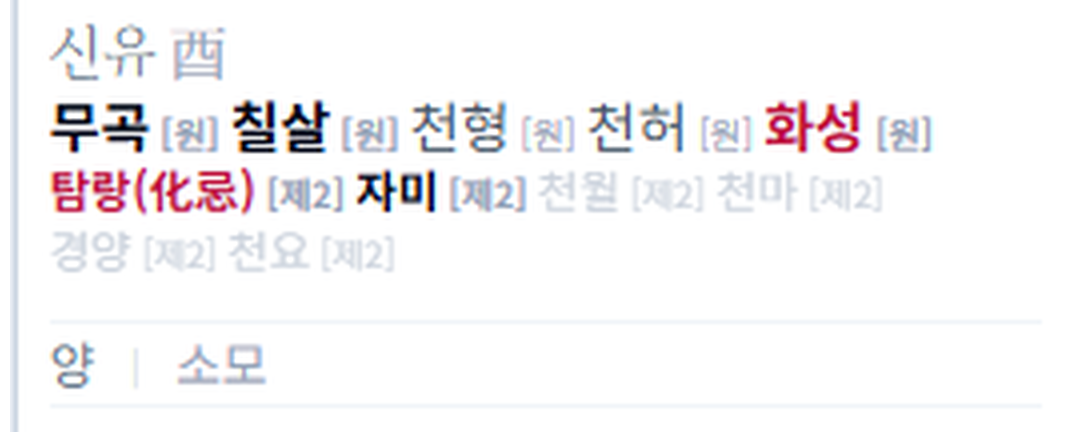 신유 酉
무곡 [원] 칠살 [원] 천형 [원] 천허 [원] 화성 [원]
탐랑(化忌) [제2] 자미 [제2] 천월 [제2] 천마 [제2]
경양 [제2] 천요 [제2]
양 | 소모